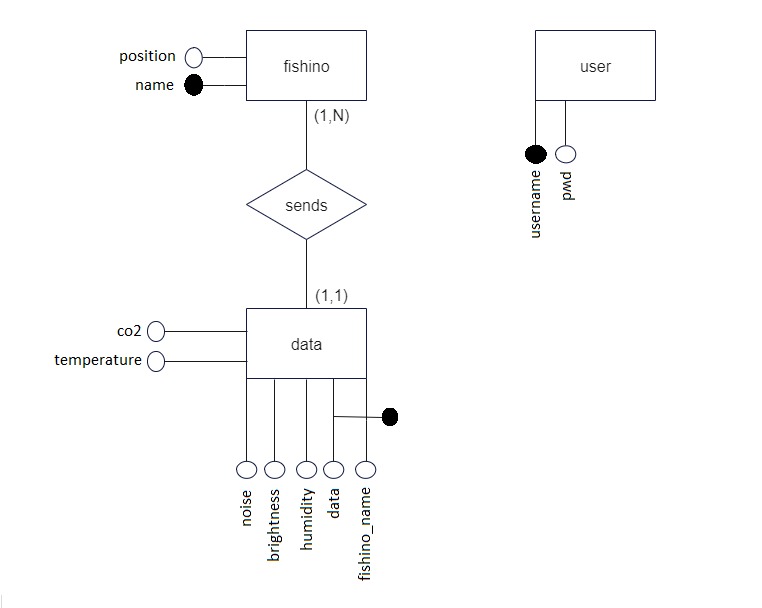 position
name
fishino
user
(1,N)
username
pwd
sends
(1,1)
co2
temperature
data
noise
brightness
humidity
data
fishino_name